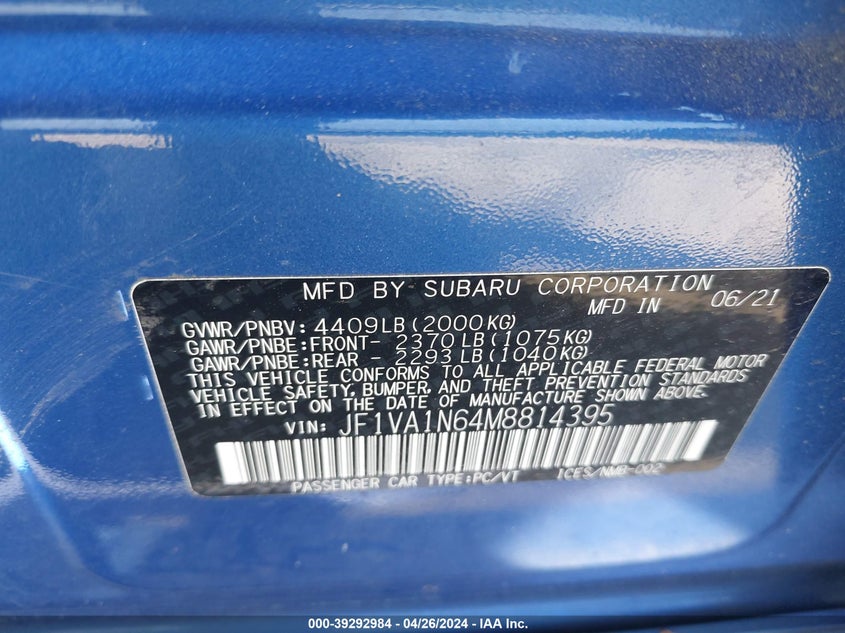 MFD BY SUBARU CORPORATION
MFD IN 06/21
GVWR/PNBV: 4409LB(2000KG)
GAWR/PNBE:FRONT- 2370LB(1075KG)
GAWR/PNBE:REAR - 2293LB(1040KG)
THIS VEHICLE CONFORMS TO ALL APPLICABLE FEDERAL MOTOR
VEHICLE SAFETY, BUMPER, AND THEFT PREVENTION STANDARDS
IN EFFECT ON THE DATE OF MANUFACTURE SHOWN ABOVE.
VIN: JF1VA1N64M8814395
PASSENGER CAR TYPE:PC/VT ICES/NMB-002
000-39292984 - 04/26/2024 - IAA Inc.